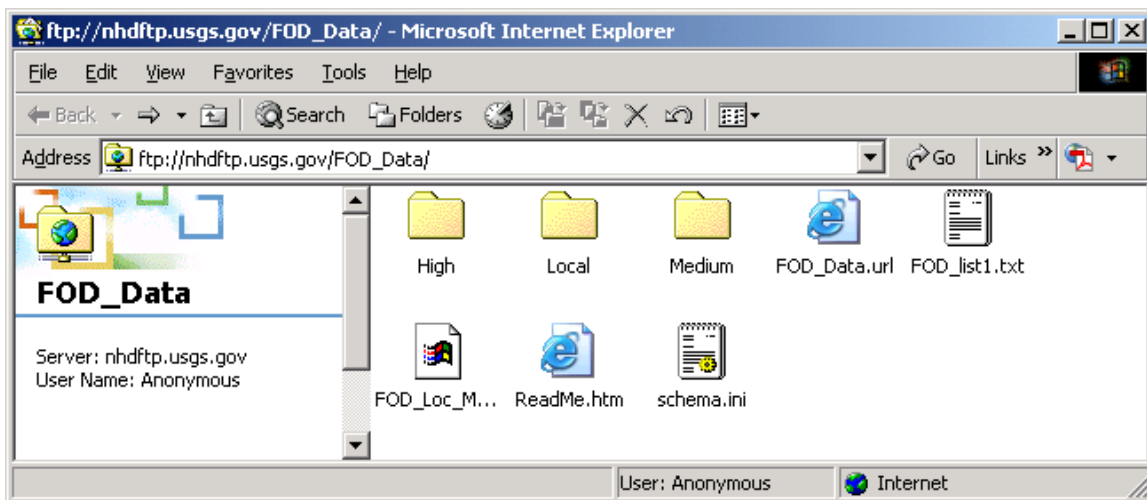 ftp://nhdftp.usgs.gov/FOD_Data/ - Microsoft Internet Explorer
File Edit View Favorites Tools Help
Back Search Folders
Address ftp://nhdftp.usgs.gov/FOD_Data/ Go Links »
FOD_Data
Server: nhdftp.usgs.gov
User Name: Anonymous
High Local Medium FOD_Data.url FOD_list1.txt
FOD_Loc_M... ReadMe.htm schema.ini
User: Anonymous Internet